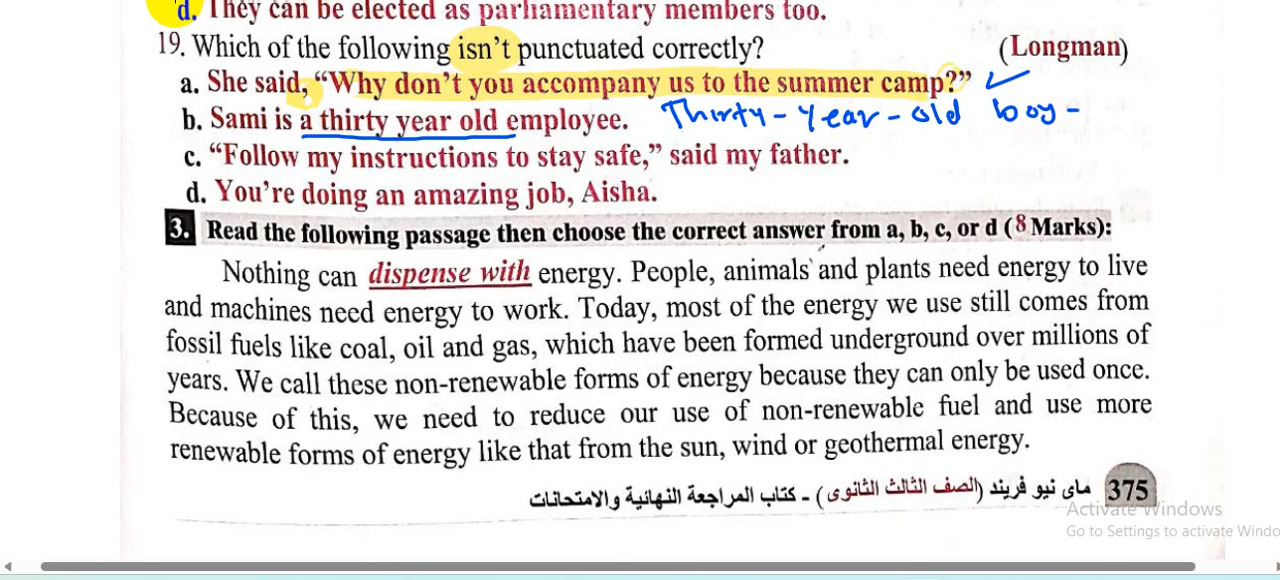 d. They can be elected as parliamentary members too.
19. Which of the following isn't punctuated correctly? (Longman)
a. She said, “Why don't you accompany us to the summer camp?”
b. Sami is a thirty year old employee. Thirty - year - old boy -
c. “Follow my instructions to stay safe,” said my father.
d. You're doing an amazing job, Aisha.
3. Read the following passage then choose the correct answer from a, b, c, or d (8 Marks):
Nothing can dispense with energy. People, animals and plants need energy to live
and machines need energy to work. Today, most of the energy we use still comes from
fossil fuels like coal, oil and gas, which have been formed underground over millions of
years. We call these non-renewable forms of energy because they can only be used once.
Because of this, we need to reduce our use of non-renewable fuel and use more
renewable forms of energy like that from the sun, wind or geothermal energy.
375 ماى نيو فريند (الصف الثالث الثانوى) - كتاب المراجعة النهائية والامتحانات
Activate Windows
Go to Settings to activate Windo